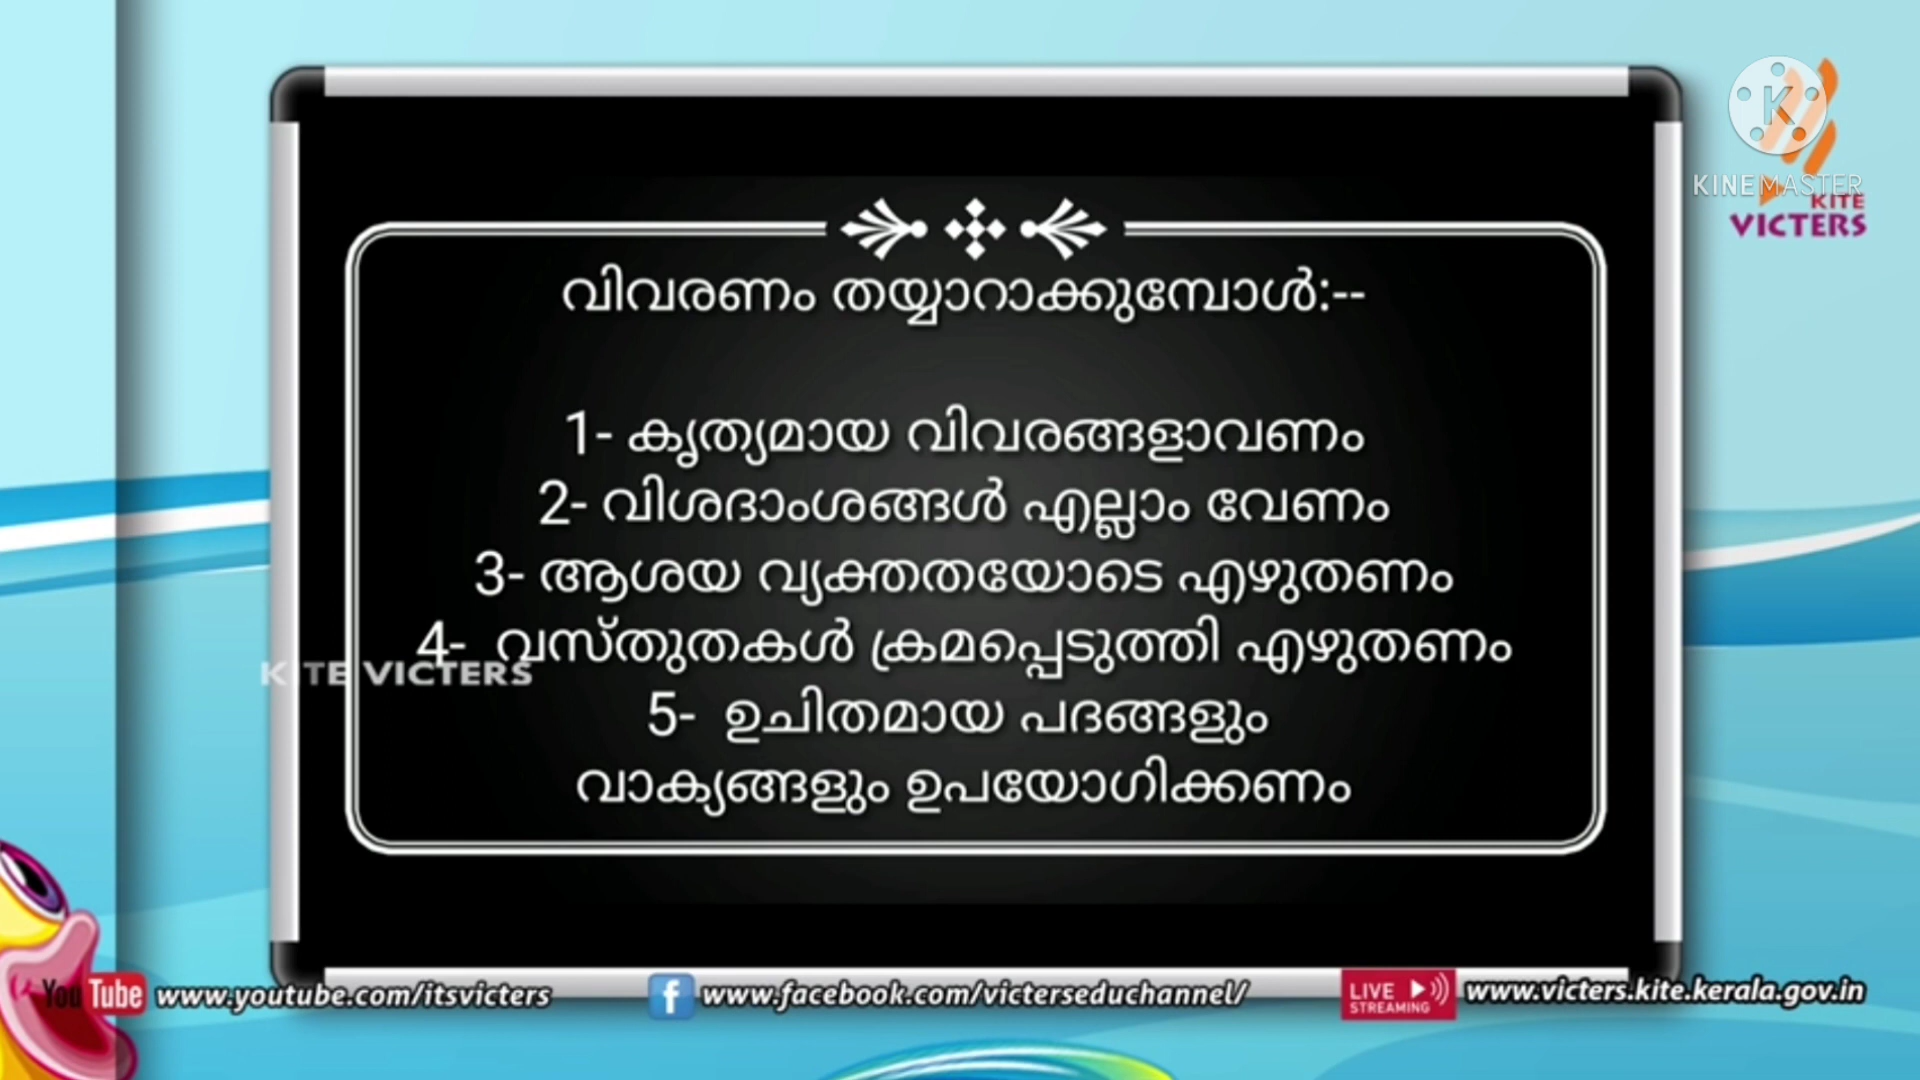 KINEMASTER
KITE
VICTERS
വിവരണം തയ്യാറാക്കുമ്പോൾ:--
1- കൃത്യമായ വിവരങ്ങളാവണം
2- വിശദാംശങ്ങൾ എല്ലാം വേണം
3- ആശയ വ്യക്തതയോടെ എഴുതണം
4- വസ്തുതകൾ ക്രമപ്പെടുത്തി എഴുതണം
KITE VICTERS
5- ഉചിതമായ പദങ്ങളും
വാക്യങ്ങളും ഉപയോഗിക്കണം
YouTube www.youtube.com/itsvicters
f www.facebook.com/victerseduchannel/
LIVE STREAMING www.victers.kite.kerala.gov.in